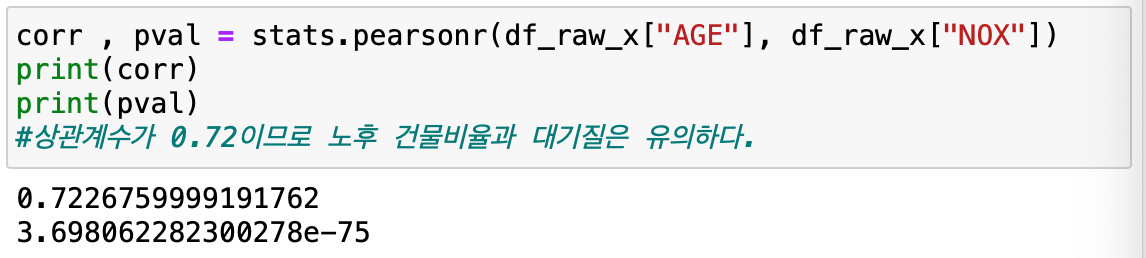 corr , pval = stats.pearsonr(df_raw_x["AGE"], df_raw_x["NOX"])
print(corr)
print(pval)
#상관계수가 0.72이므로 노후 건물비율과 대기질은 유의하다.
0.7226759999191762
3.698062282300278e-75